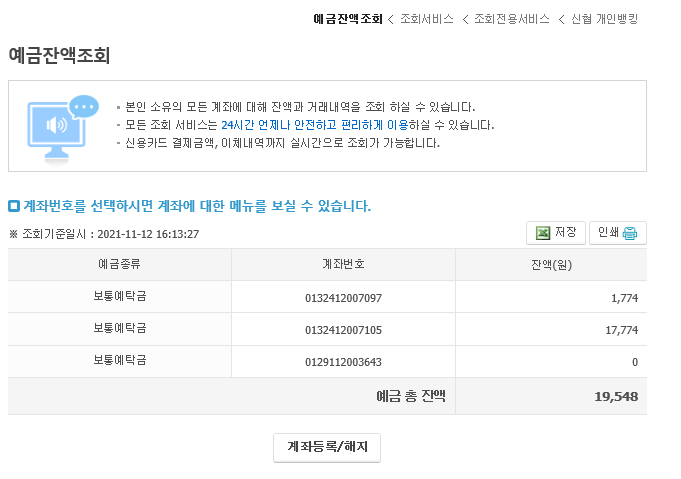 예금잔액조회 < 조회서비스 < 조회전용서비스 < 신협 개인뱅킹
예금잔액조회
- 본인 소유의 모든 계좌에 대해 잔액과 거래내역을 조회 하실 수 있습니다.
- 모든 조회 서비스는 24시간 언제나 안전하고 편리하게 이용하실 수 있습니다.
- 신용카드 결제금액, 이체내역까지 실시간으로 조회가 가능합니다.
계좌번호를 선택하시면 계좌에 대한 메뉴를 보실 수 있습니다.
※ 조회기준일시 : 2021-11-12 16:13:27 저장 인쇄
예금종류 계좌번호 잔액(원)
보통예탁금 0132412007097 1,774
보통예탁금 0132412007105 17,774
보통예탁금 0129112003643 0
예금 총 잔액 19,548
계좌등록/해지